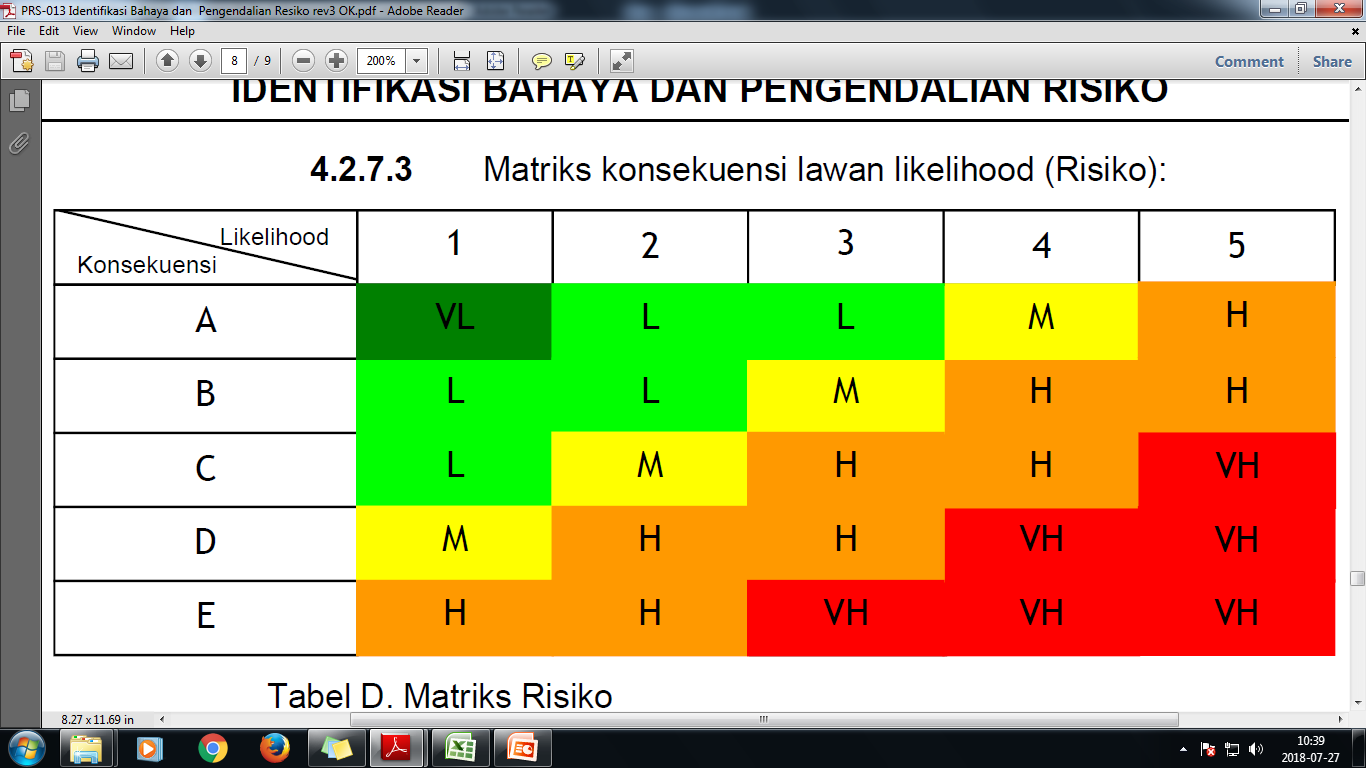 PRS-013 Identifikasi Bahaya dan  Pengendalian Resiko rev3 OK.pdf - Adobe Reader
File Edit View Window Help
8 / 9 200% Comment Share
IDENTIFIKASI BAHAYA DAN PENGENDALIAN RISIKO
4.2.7.3 Matriks konsekuensi lawan likelihood (Risiko):
Likelihood
Konsekuensi
1 2 3 4 5
A VL L L M H
B L L M H H
C L M H H VH
D M H H VH VH
E H H VH VH VH
Tabel D. Matriks Risiko
8.27 x 11.69 in
10:39
2018-07-27